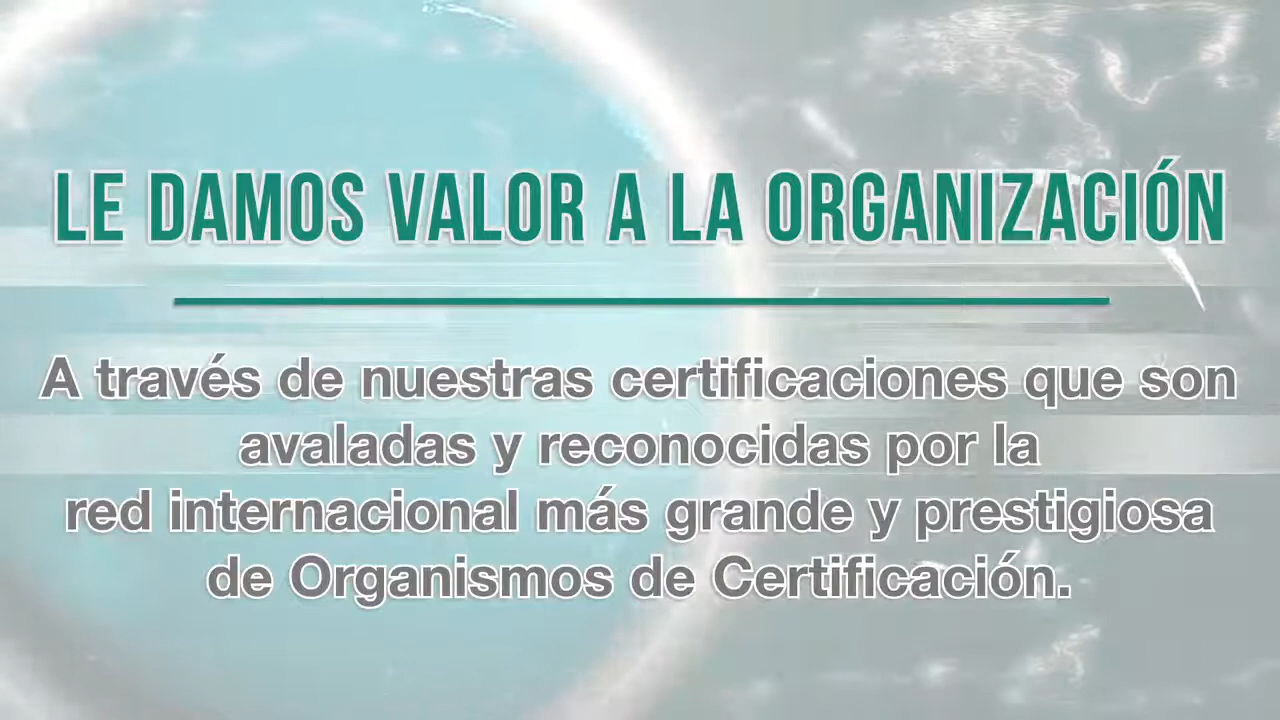 LE DAMOS VALOR A LA ORGANIZACIÓN
A través de nuestras certificaciones que son
avaladas y reconocidas por la
red internacional más grande y prestigiosa
de Organismos de Certificación.